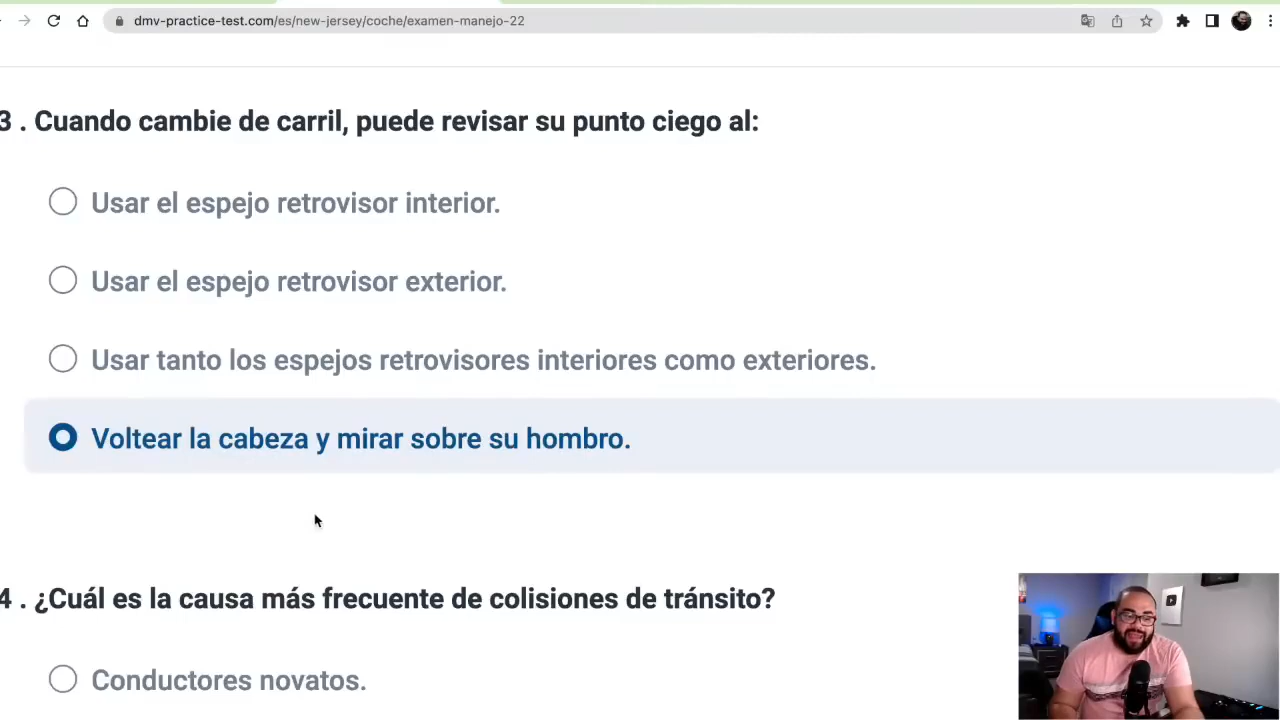 dmv-practice-test.com/es/new-jersey/coche/examen-manejo-22
3 . Cuando cambie de carril, puede revisar su punto ciego al:
Usar el espejo retrovisor interior.
Usar el espejo retrovisor exterior.
Usar tanto los espejos retrovisores interiores como exteriores.
Voltear la cabeza y mirar sobre su hombro.
4 . ¿Cuál es la causa más frecuente de colisiones de tránsito?
Conductores novatos.